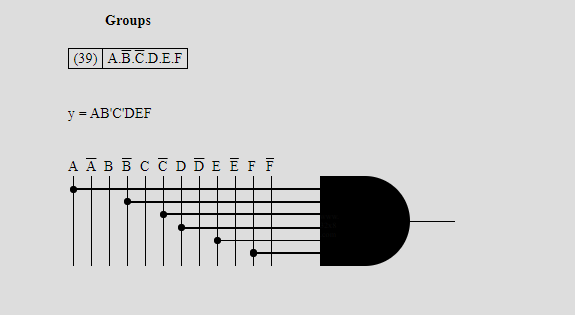 Groups
(39) A.B̅.C̅.D.E.F
y = AB'C'DEF
A A̅ B B̅ C C̅ D D̅ E E̅ F F̅